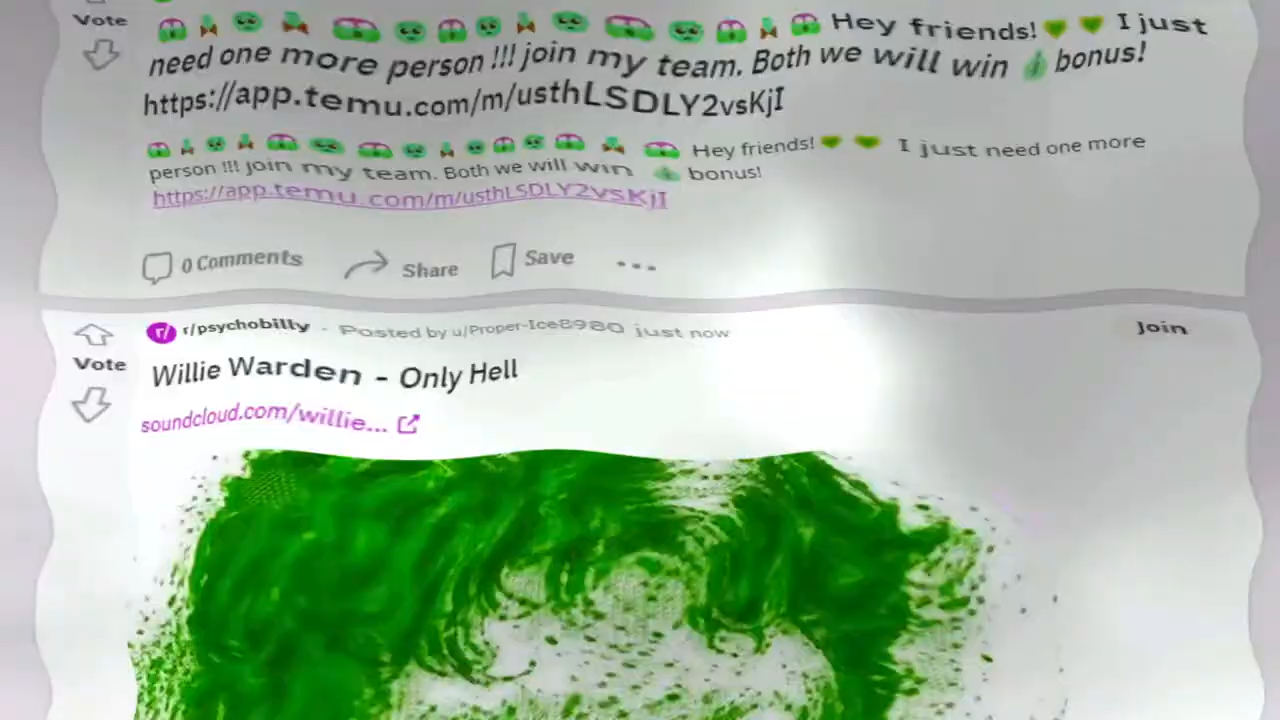 Vote
Hey friends! I just
need one more person !!! join my team. Both we will win bonus!
https://app.temu.com/m/usthLSDLY2vsKjI
Hey friends! I just need one more
person !!! join my team. Both we will win bonus!
https://app.temu.com/m/usthLSDLY2vsKjI
0 Comments Share Save ...
r/ r/psychobilly · Posted by u/Proper-Ice8980 just now Join
Vote
Willie Warden - Only Hell
soundcloud.com/willie...